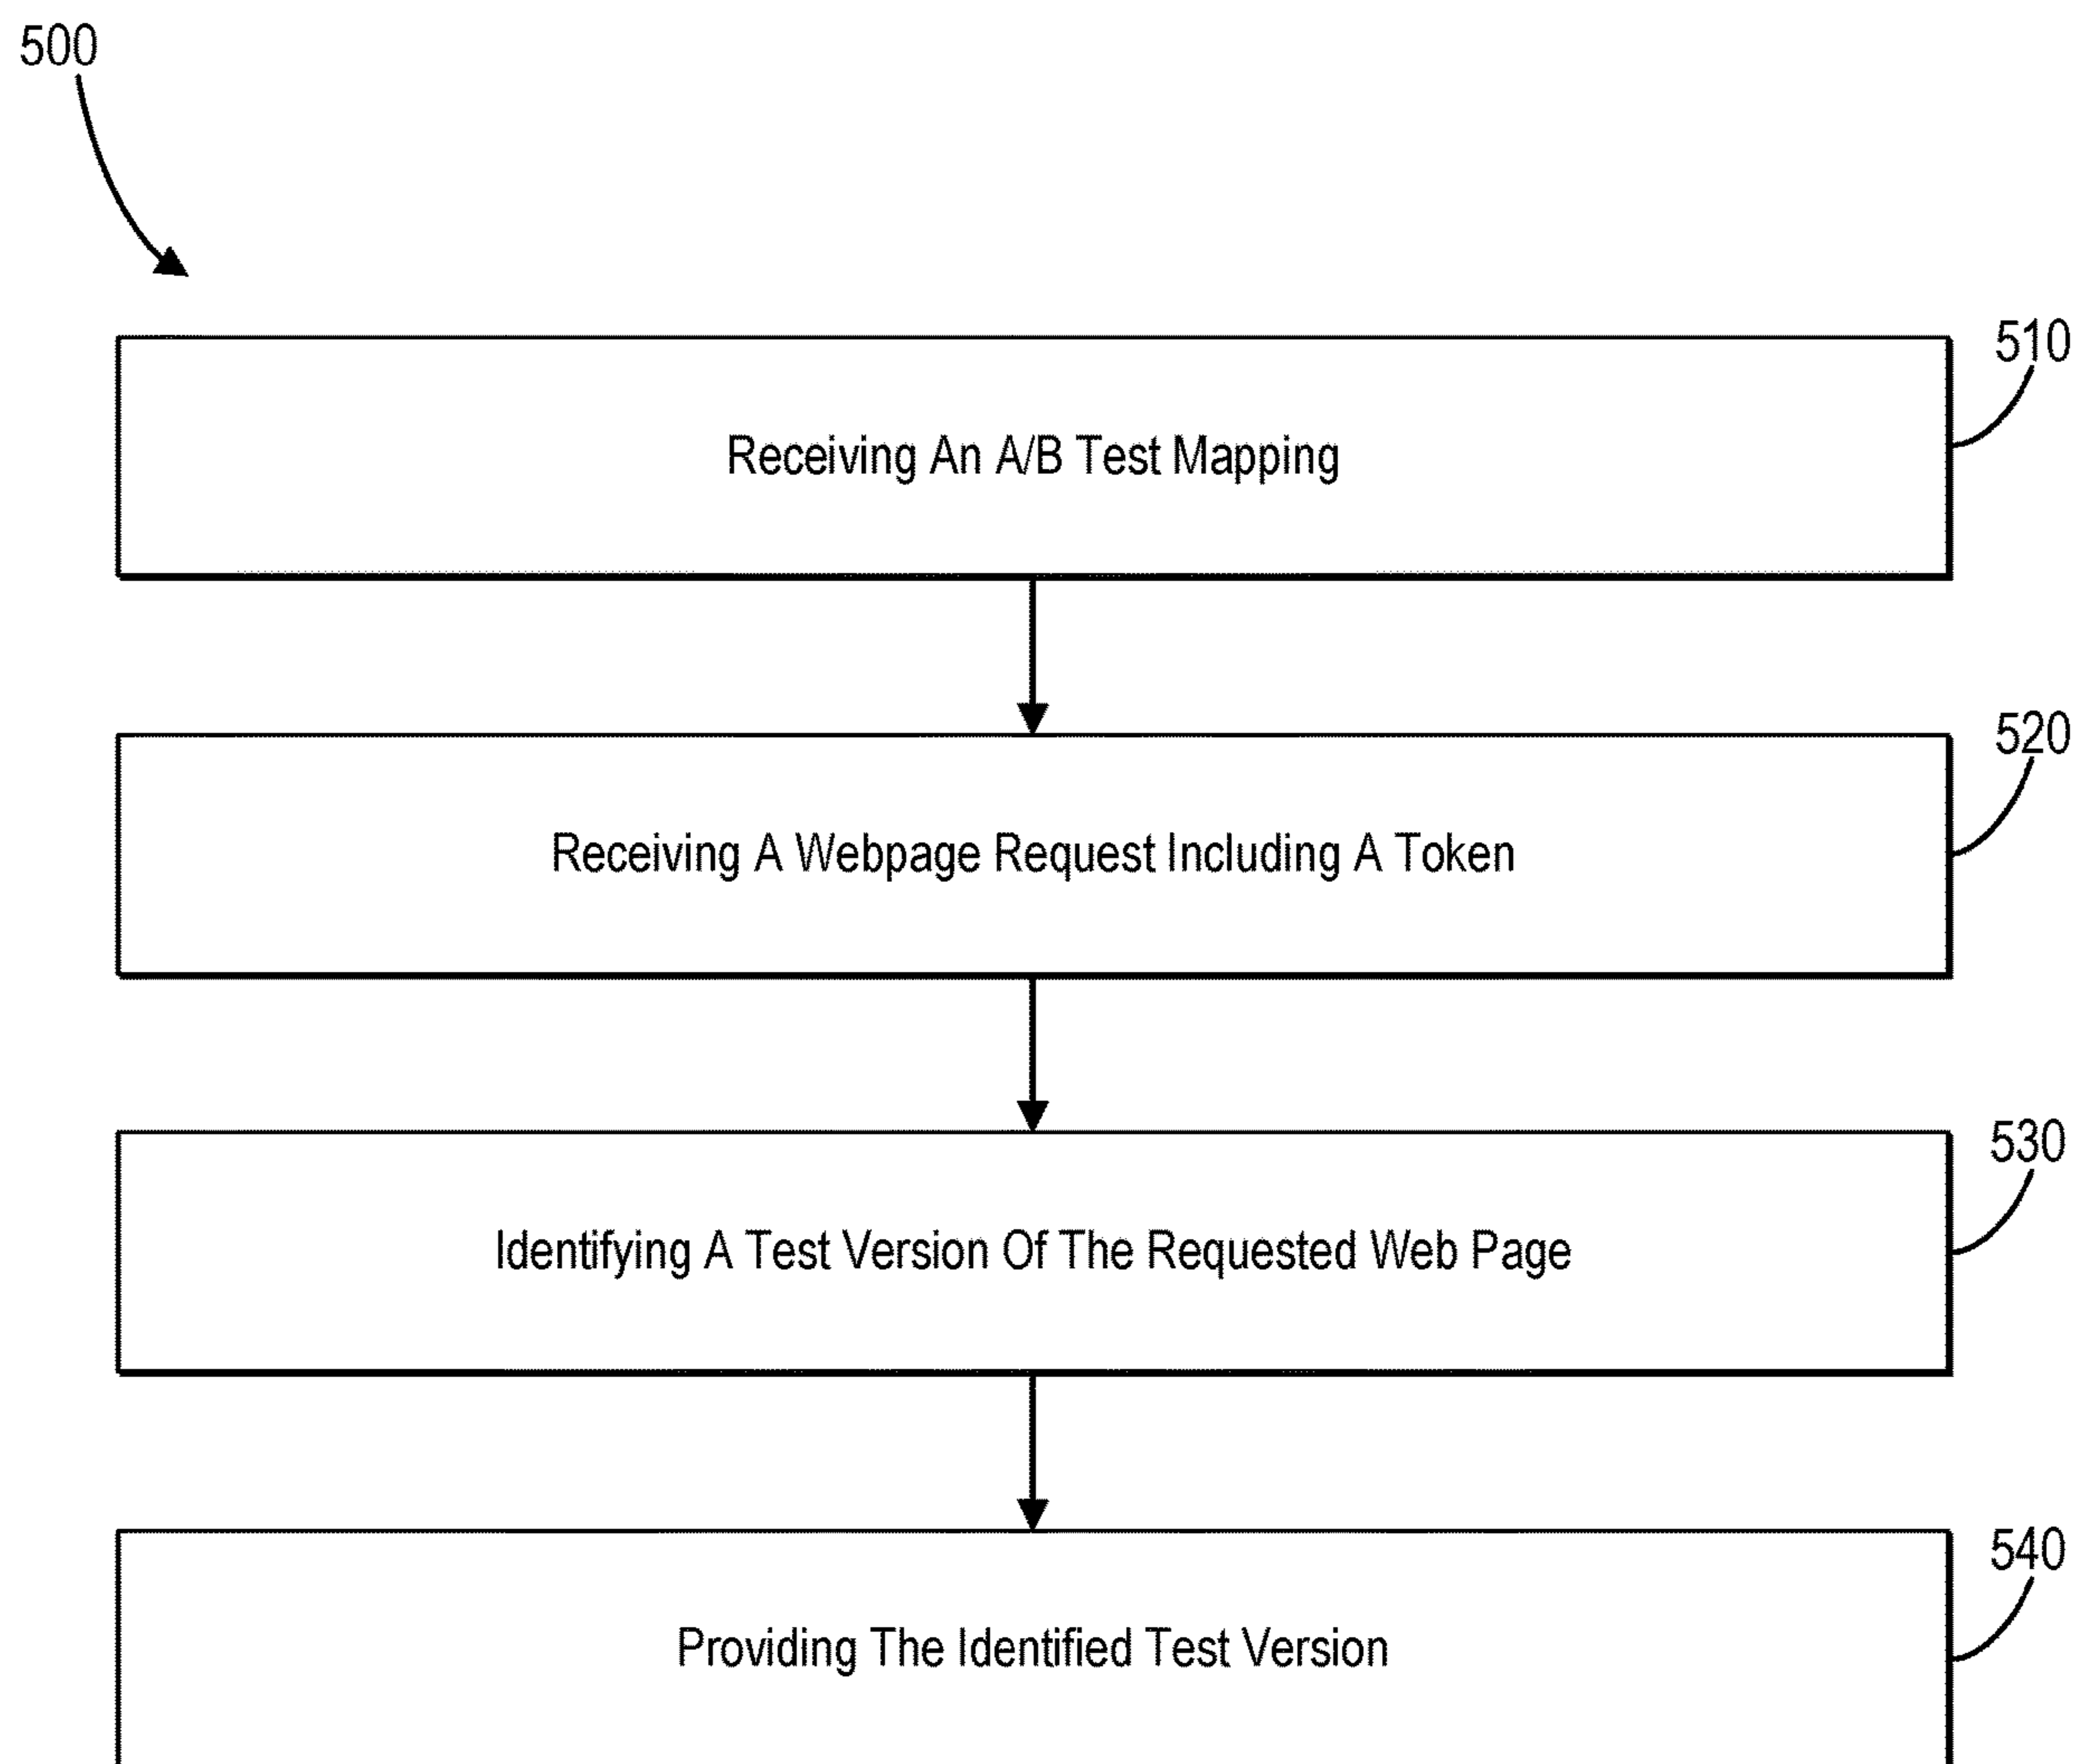 500
510
Receiving An A/B Test Mapping
520
Receiving A Webpage Request Including A Token
530
Identifying A Test Version Of The Requested Web Page
540
Providing The Identified Test Version